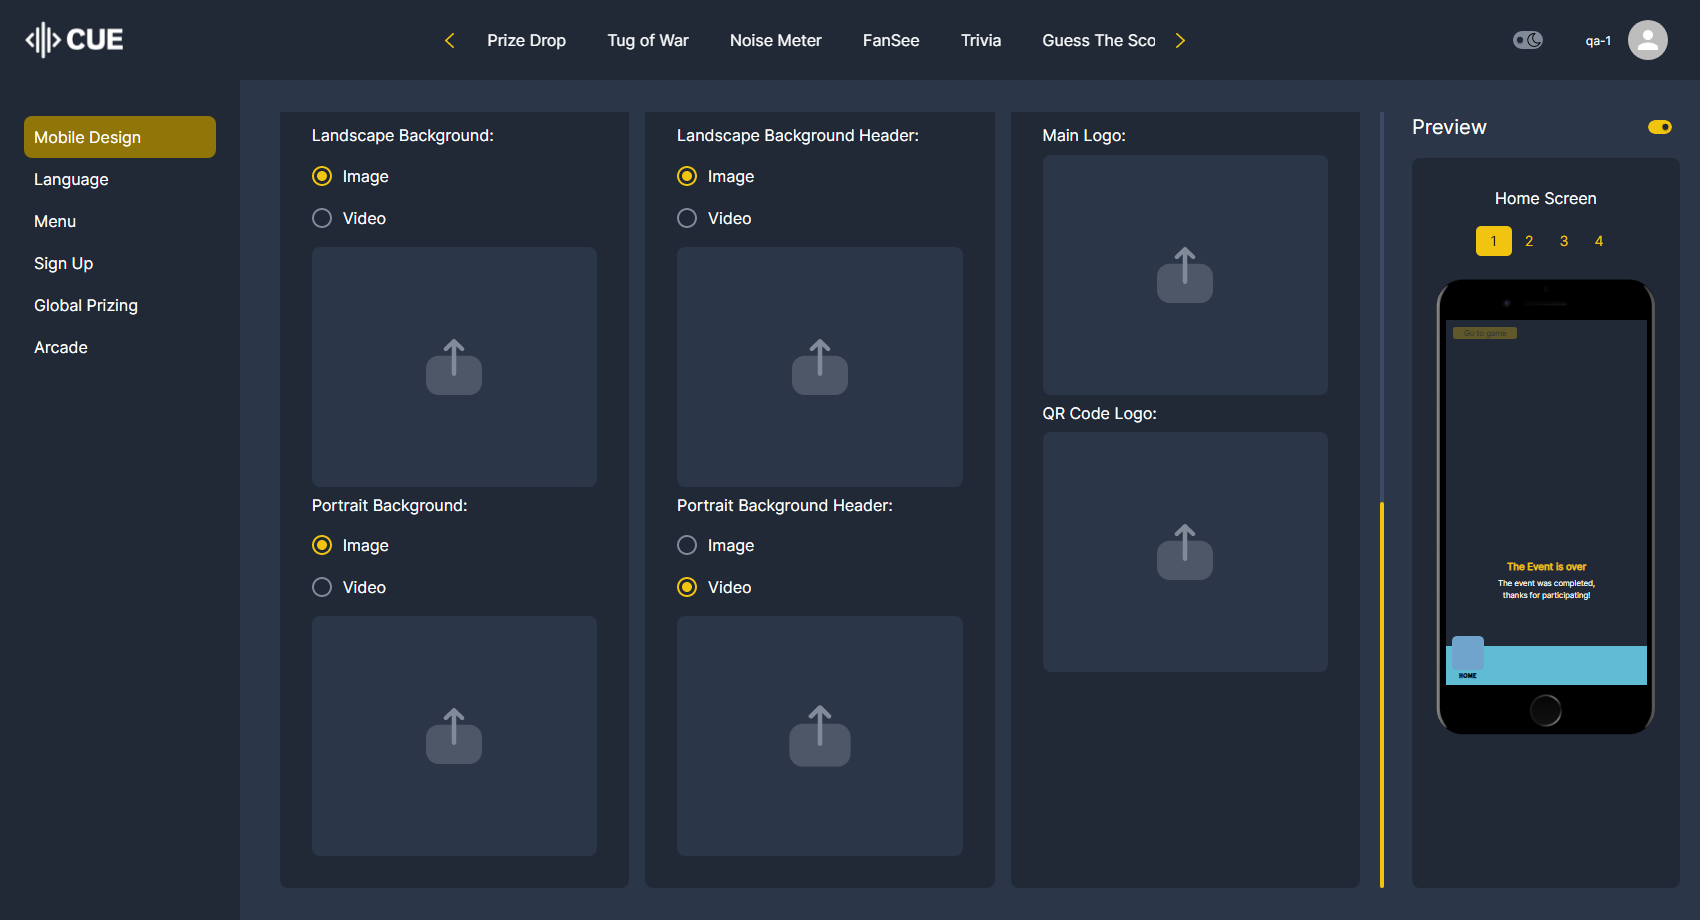 CUE
Prize Drop
Tug of War
Noise Meter
FanSee
Trivia
Guess The Sco
qa-1
Mobile Design
Language
Menu
Sign Up
Global Prizing
Arcade
Landscape Background:
Image
Video
Portrait Background:
Image
Video
Landscape Background Header:
Image
Video
Portrait Background Header:
Image
Video
Main Logo:
QR Code Logo:
Preview
Home Screen
1 2 3 4
Go to game
The Event is over
The event was completed,
thanks for participating!
HOME